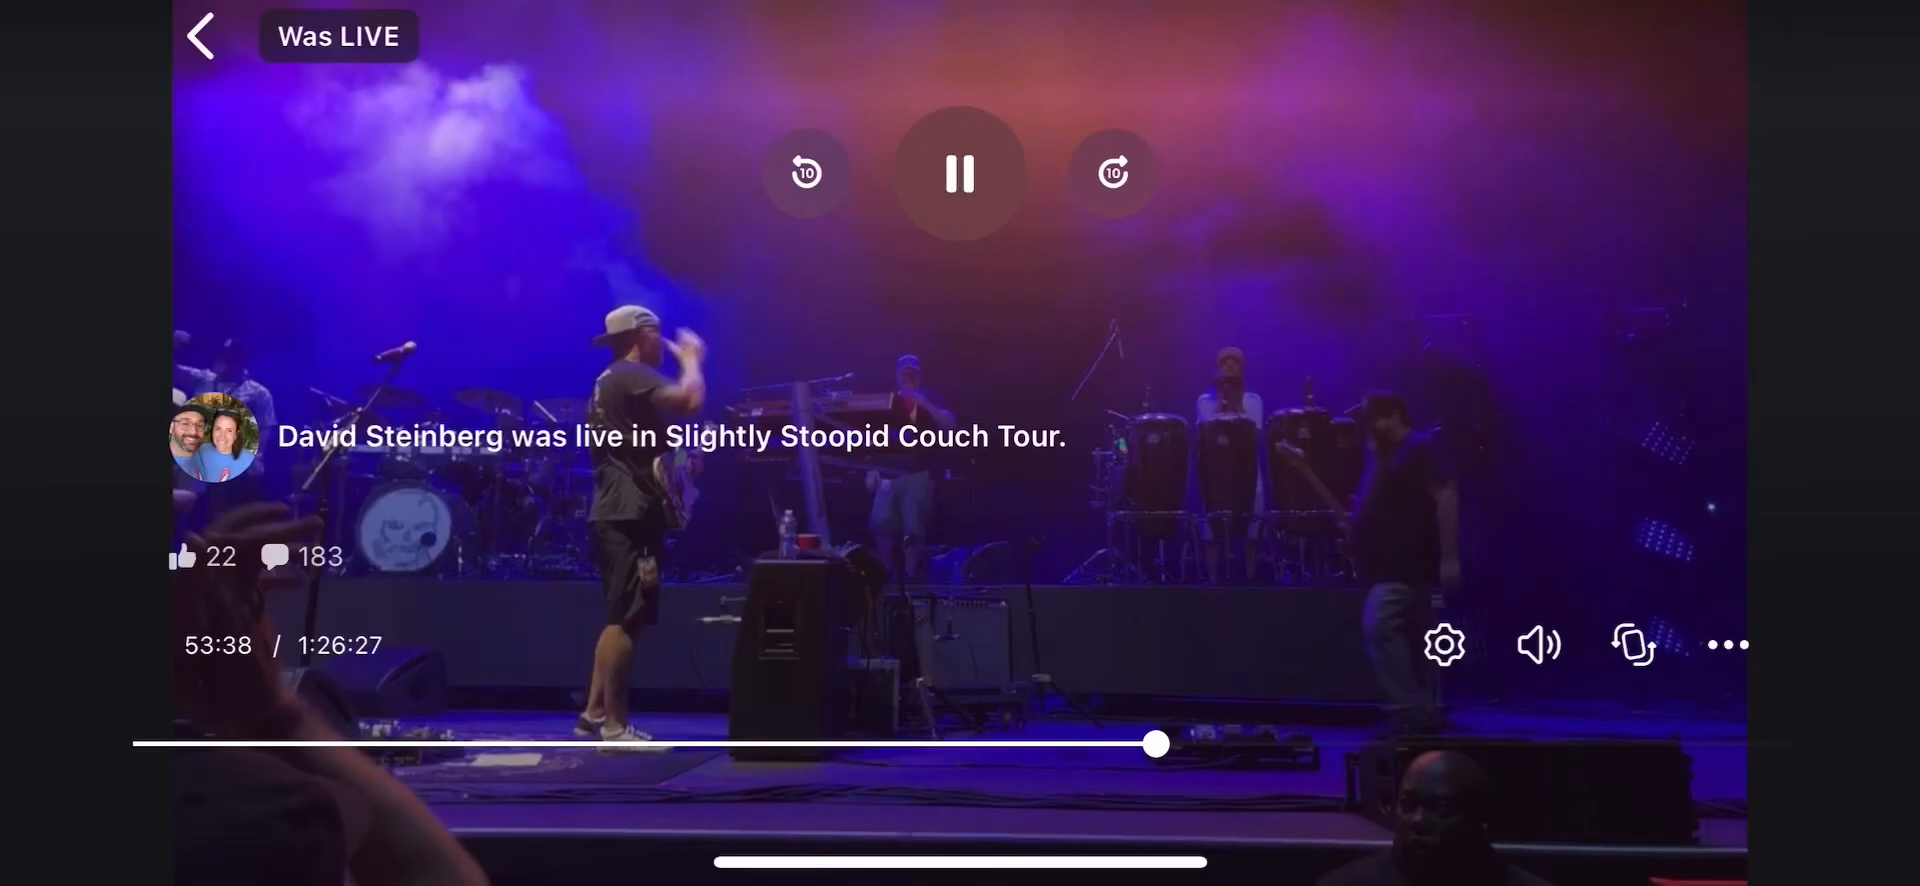 Was LIVE
10
10
David Steinberg was live in Slightly Stoopid Couch Tour.
22 183
53:38 / 1:26:27